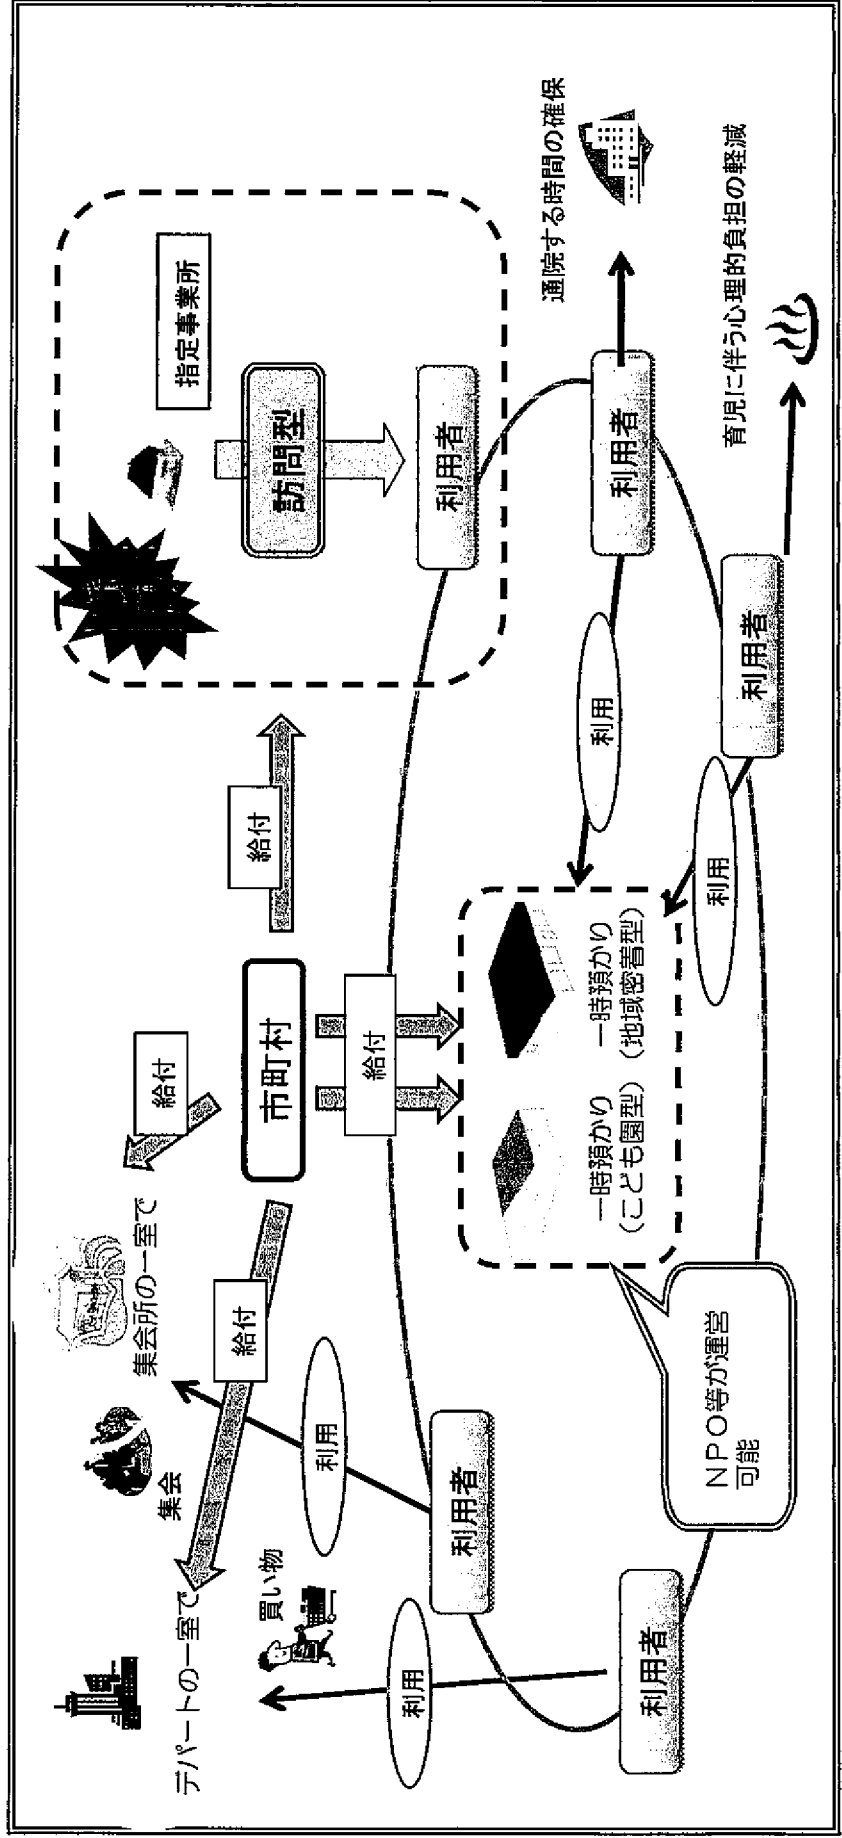 デパートの一室で
買い物
集会
集会所の一室で
給付
給付
市町村
給付
給付
指定事業所
訪問型
利用者
利用
利用
利用者
利用者
一時預かり
(こども園型)
一時預かり
(地域密着型)
NPO等が運営
可能
利用
利用
利用者
利用者
通院する時間の確保
育児に伴う心理的負担の軽減